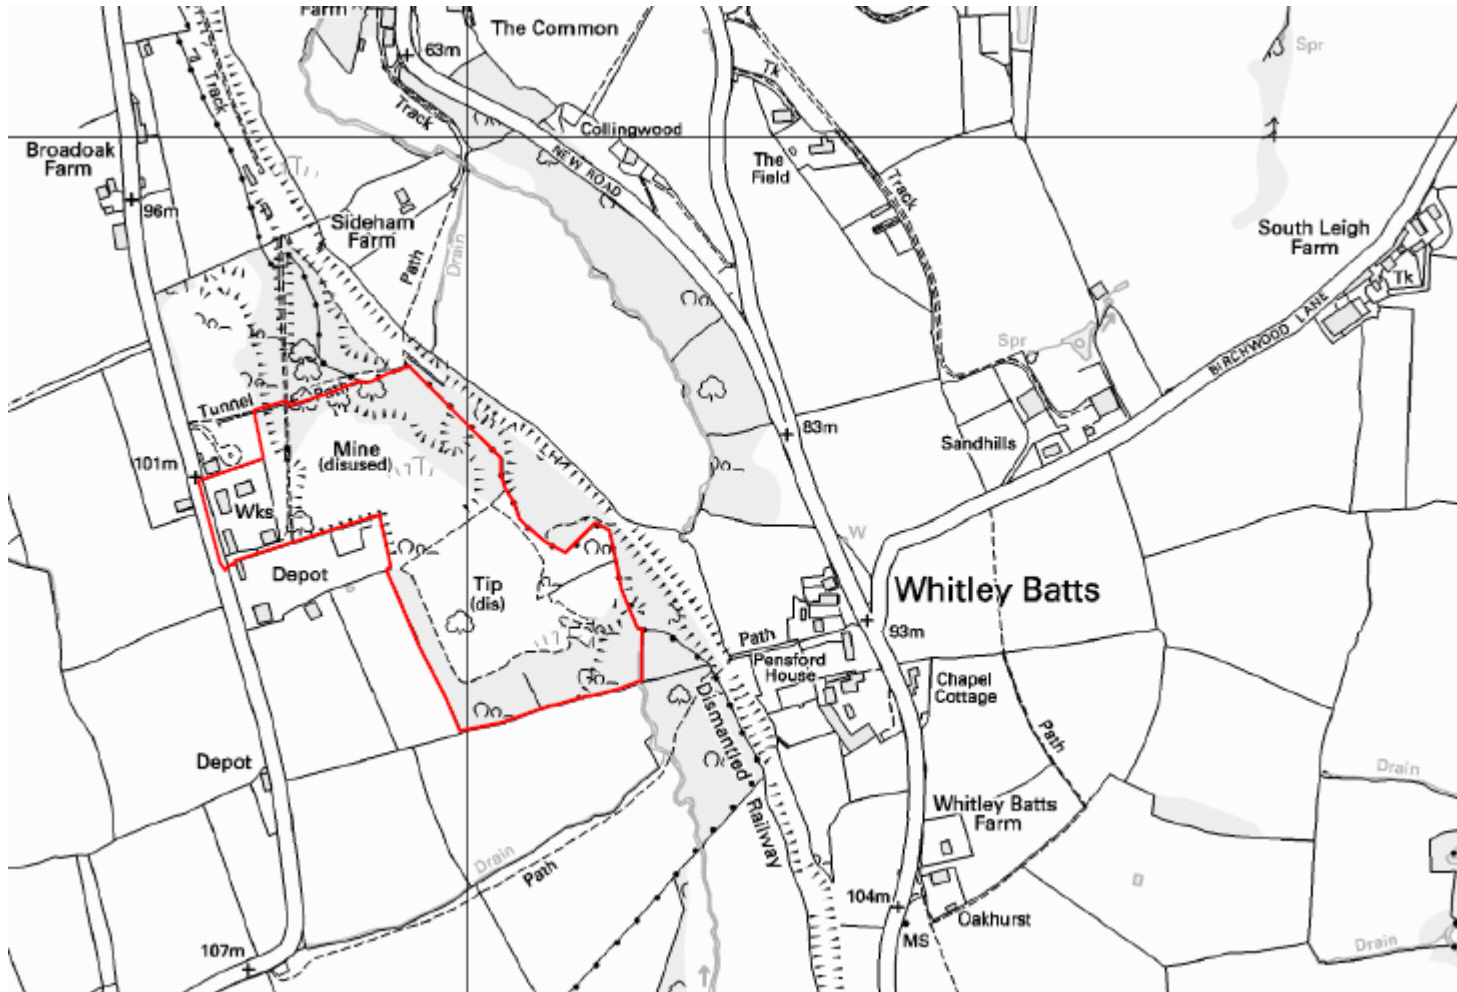 Farm
The Common
63m
Spr
Tk
Track
Track
Collingwood
Broadoak
Farm
NEW ROAD
The
Field
Track
96m
Sideham
Farm
South Leigh
Farm
Path
Drain
Tk
BIRCHWOOD LANE
Spr
Tunnel
Path
83m
Mine
(disused)
Sandhills
101m
Wks
W
Depot
Tip
(dis)
Whitley Batts
93m
Path
Pensford
House
Chapel
Cottage
Dismantled
Railway
Path
Depot
Drain
Whitley Batts
Farm
Drain
Path
104m
Oakhurst
MS
107m
Drain